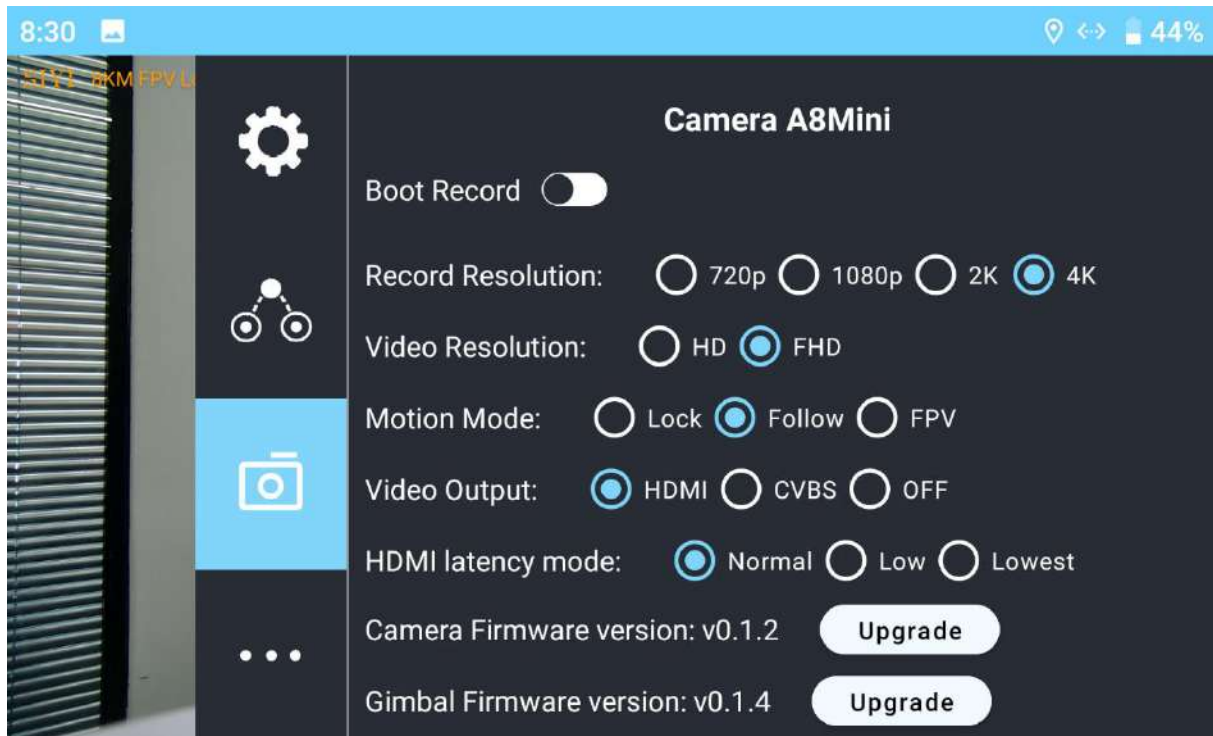 8:30 44%
SIYI 8KM FPV
Camera A8Mini
Boot Record
Record Resolution: 720p 1080p 2K 4K
Video Resolution: HD FHD
Motion Mode: Lock Follow FPV
Video Output: HDMI CVBS OFF
HDMI latency mode: Normal Low Lowest
Camera Firmware version: v0.1.2 Upgrade
Gimbal Firmware version: v0.1.4 Upgrade